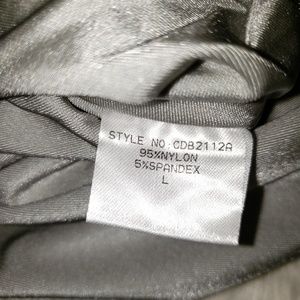 STYLE NO:CDB2112A
95%NYLON
5%SPANDEX
L